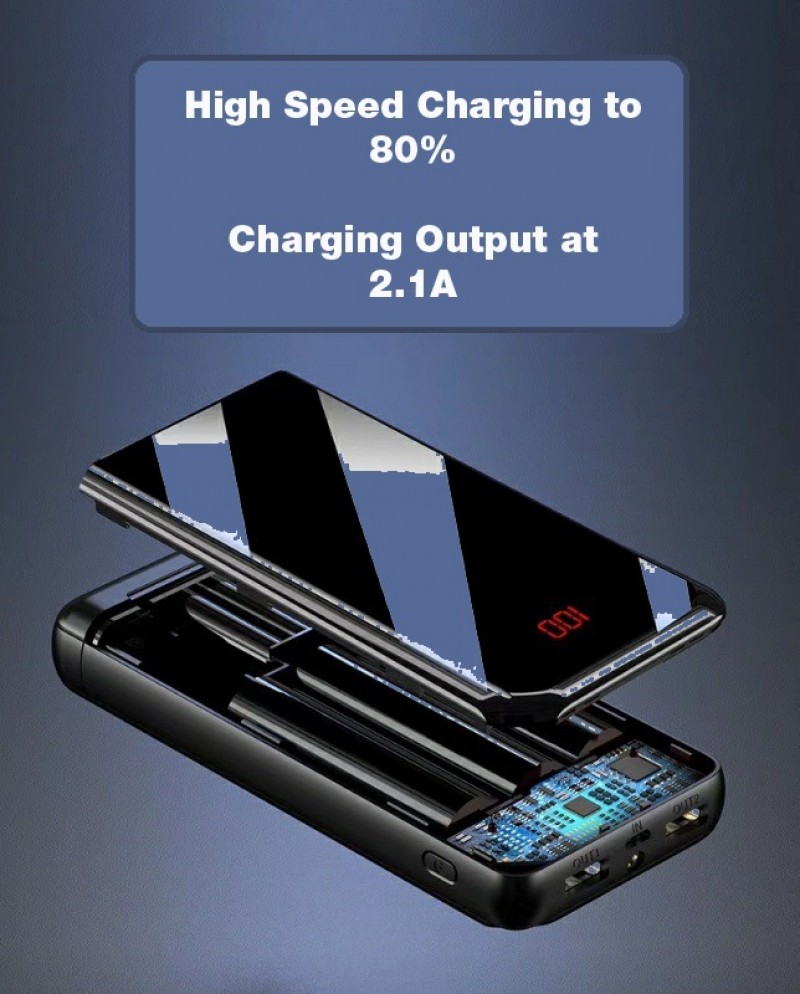 High Speed Charging to
80%
Charging Output at
2.1A
100
OUT1
IN
OUT2